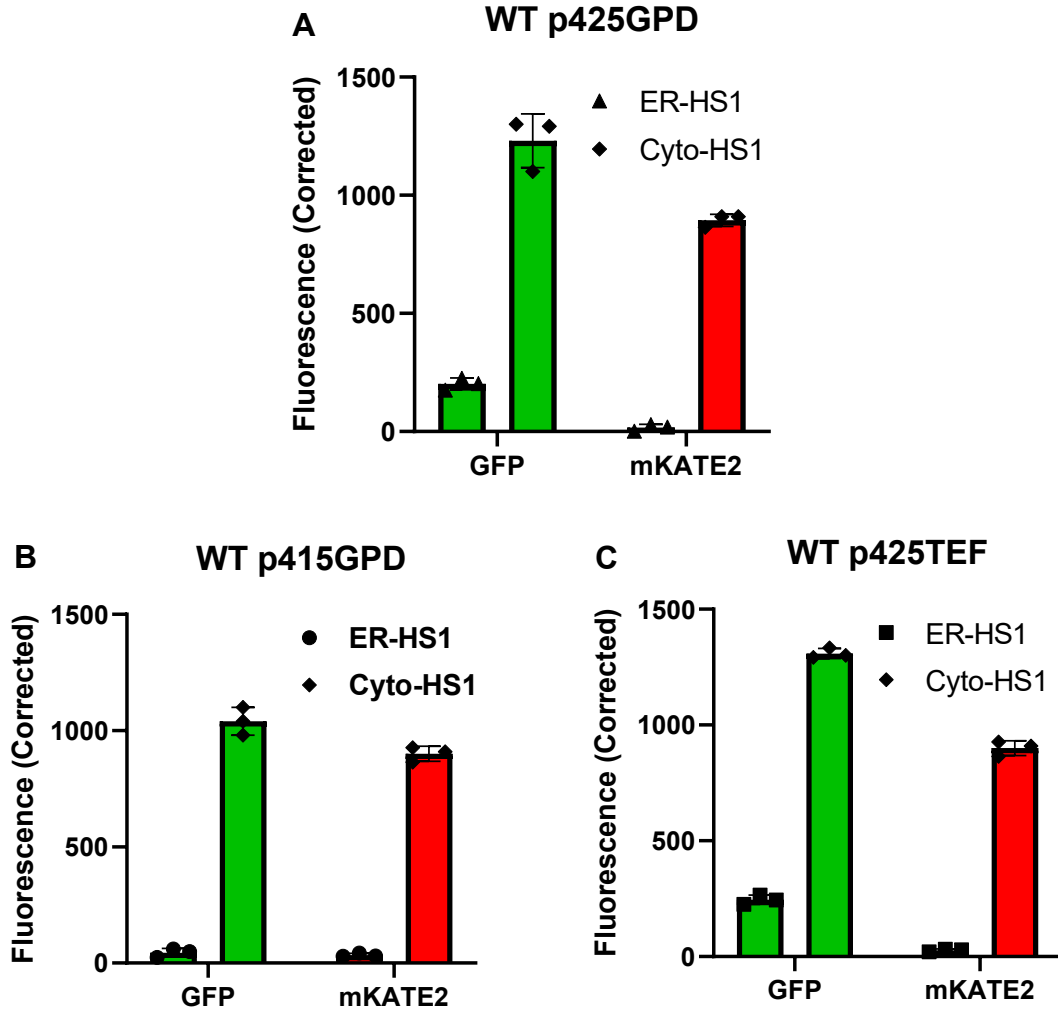 A
WT p425GPD
Fluorescence (Corrected)
1500
1000
500
0
ER-HS1
Cyto-HS1
GFP
mKATE2
B
WT p415GPD
Fluorescence (Corrected)
1500
1000
500
0
ER-HS1
Cyto-HS1
GFP
mKATE2
C
WT p425TEF
Fluorescence (Corrected)
1500
1000
500
0
ER-HS1
Cyto-HS1
GFP
mKATE2